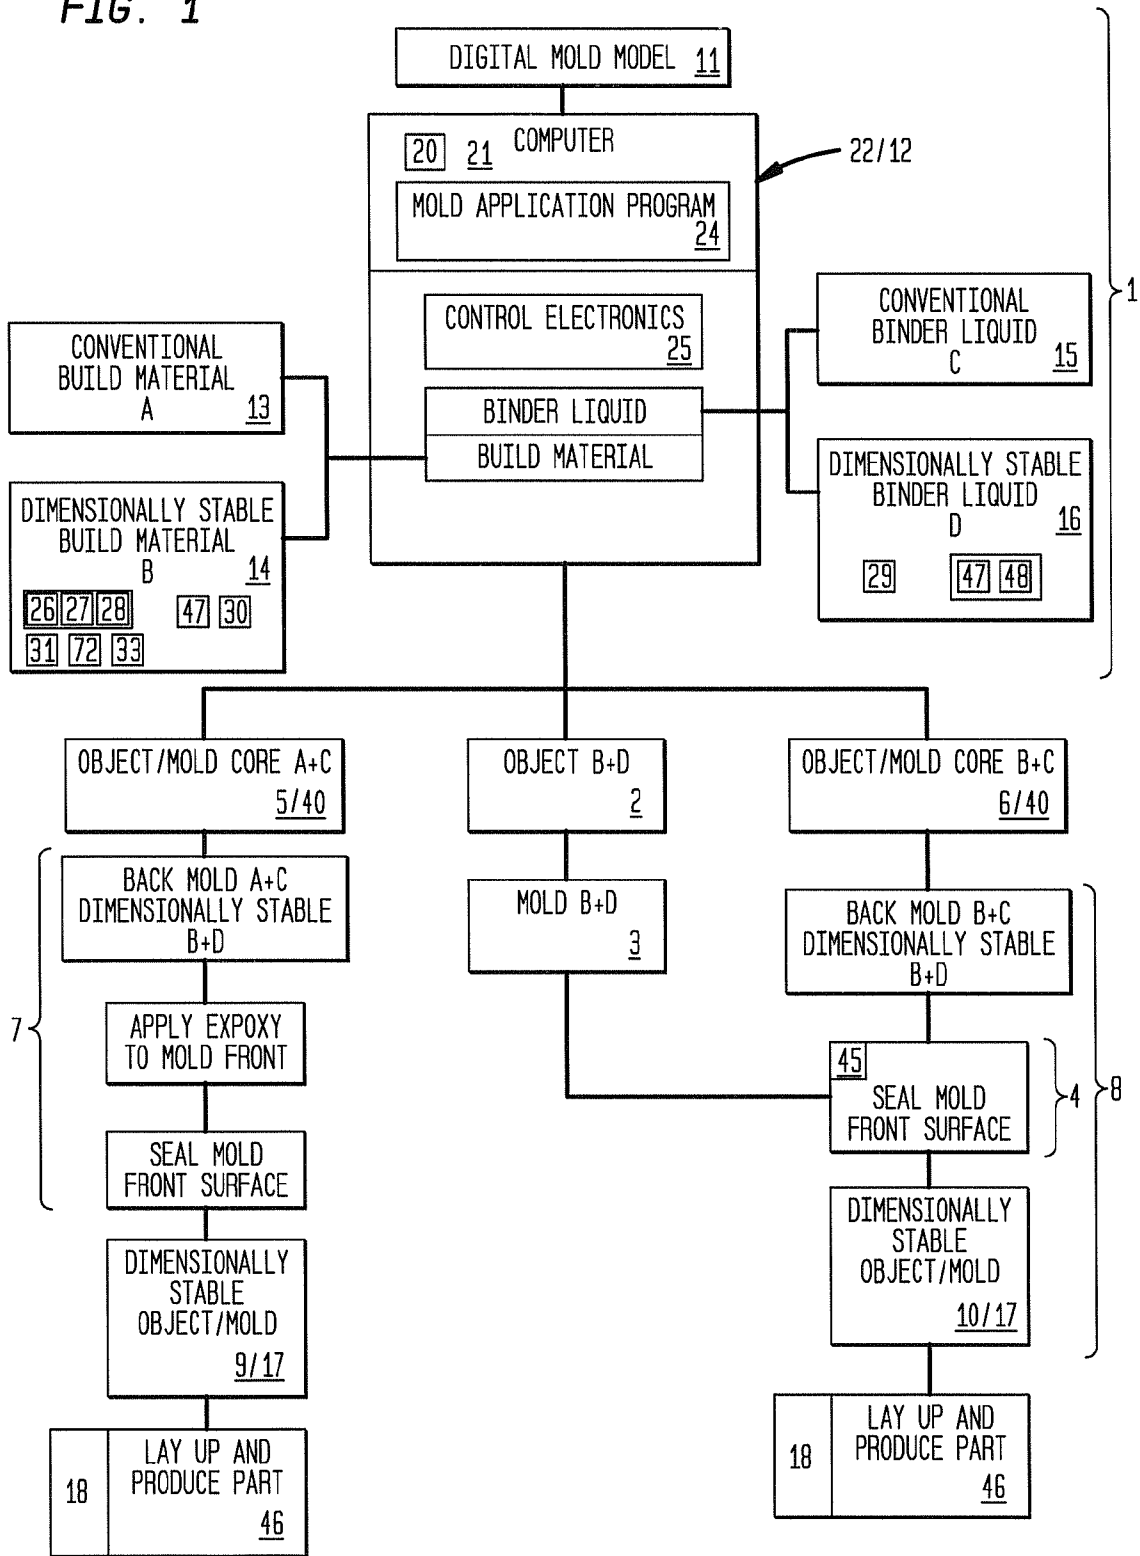 FIG. 1
DIGITAL MOLD MODEL 11
20 21 COMPUTER
22/12
MOLD APPLICATION PROGRAM
24
CONTROL ELECTRONICS
25
BINDER LIQUID
BUILD MATERIAL
CONVENTIONAL
BUILD MATERIAL
A 13
DIMENSIONALLY STABLE
BUILD MATERIAL
B 14
26 27 28 47 30
31 72 33
CONVENTIONAL
BINDER LIQUID
C 15
DIMENSIONALLY STABLE
BINDER LIQUID
D 16
29 47 48
1
OBJECT/MOLD CORE A+C
5/40
OBJECT B+D
2
OBJECT/MOLD CORE B+C
6/40
BACK MOLD A+C
DIMENSIONALLY STABLE
B+D
APPLY EXPOXY
TO MOLD FRONT
7
SEAL MOLD
FRONT SURFACE
DIMENSIONALLY
STABLE
OBJECT/MOLD
9/17
18
LAY UP AND
PRODUCE PART
46
MOLD B+D
3
BACK MOLD B+C
DIMENSIONALLY STABLE
B+D
45
SEAL MOLD
FRONT SURFACE
4
8
DIMENSIONALLY
STABLE
OBJECT/MOLD
10/17
18
LAY UP AND
PRODUCE PART
46